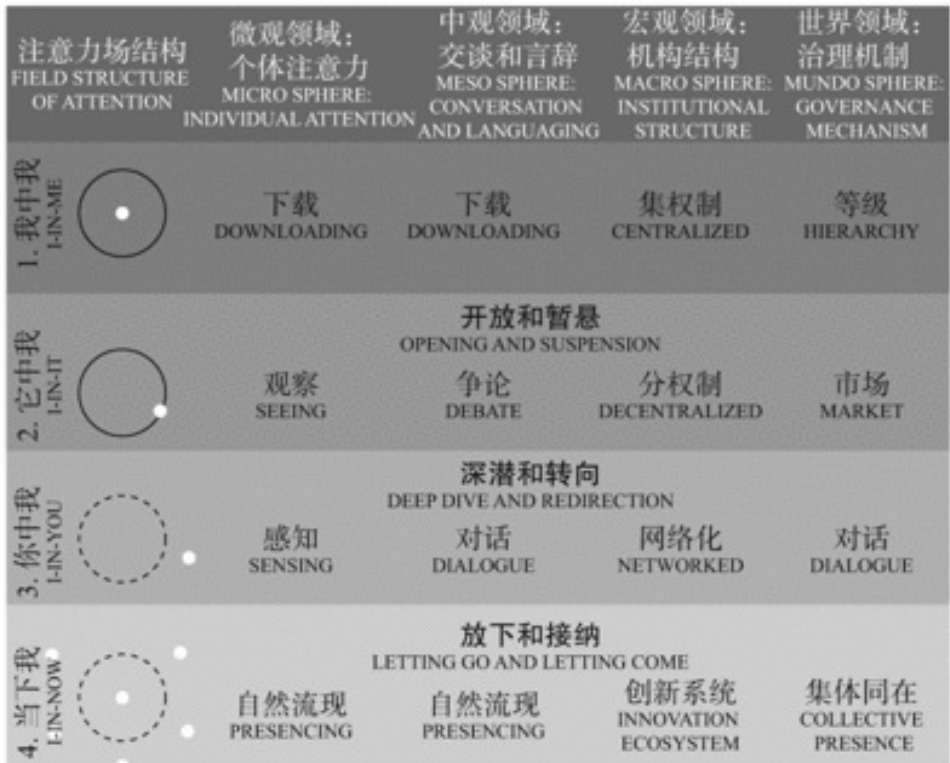 注意力场结构
FIELD STRUCTURE
OF ATTENTION
微观领域：
个体注意力
MICRO SPHERE:
INDIVIDUAL ATTENTION
中观领域：
交谈和言辞
MESO SPHERE:
CONVERSATION
AND LANGUAGING
宏观领域：
机构结构
MACRO SPHERE:
INSTITUTIONAL
STRUCTURE
世界领域：
治理机制
MUNDO SPHERE:
GOVERNANCE
MECHANISM
1. 我中我
I-IN-ME
下载
DOWNLOADING
下载
DOWNLOADING
集权制
CENTRALIZED
等级
HIERARCHY
开放和暂悬
OPENING AND SUSPENSION
2. 它中我
I-IN-IT
观察
SEEING
争论
DEBATE
分权制
DECENTRALIZED
市场
MARKET
深潜和转向
DEEP DIVE AND REDIRECTION
3. 你中我
I-IN-YOU
感知
SENSING
对话
DIALOGUE
网络化
NETWORKED
对话
DIALOGUE
放下和接纳
LETTING GO AND LETTING COME
4. 当下我
I-IN-NOW
自然流现
PRESENCING
自然流现
PRESENCING
创新系统
INNOVATION
ECOSYSTEM
集体同在
COLLECTIVE
PRESENCE